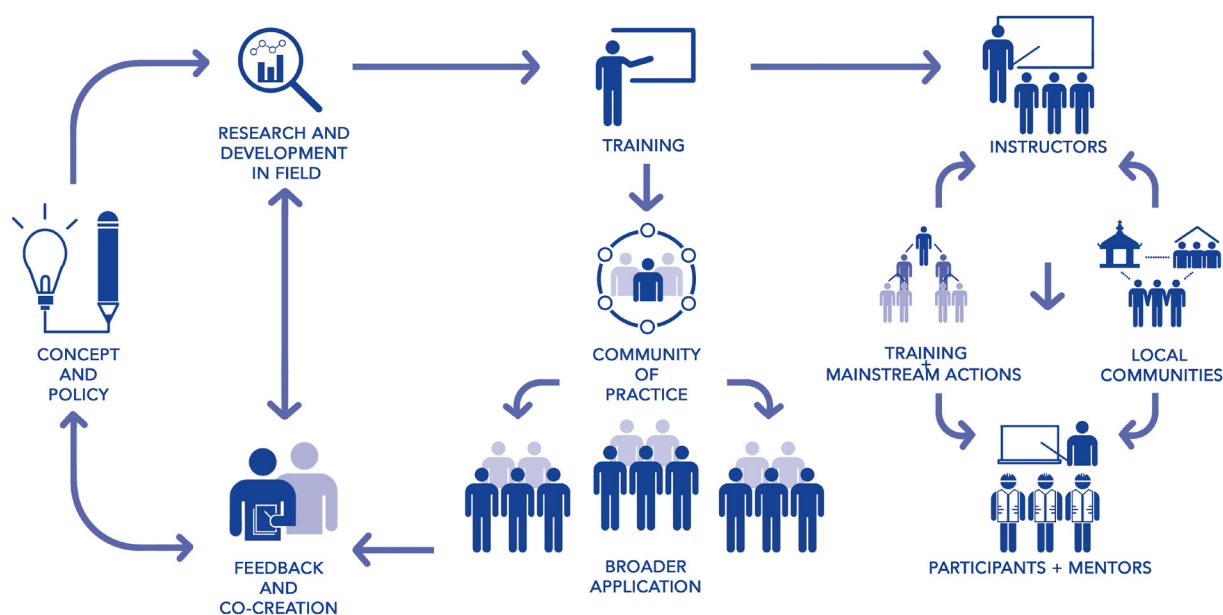 RESEARCH AND
DEVELOPMENT
IN FIELD
TRAINING
INSTRUCTORS
CONCEPT
AND
POLICY
COMMUNITY
OF
PRACTICE
TRAINING
+
MAINSTREAM ACTIONS
LOCAL
COMMUNITIES
FEEDBACK
AND
CO-CREATION
BROADER
APPLICATION
PARTICIPANTS + MENTORS